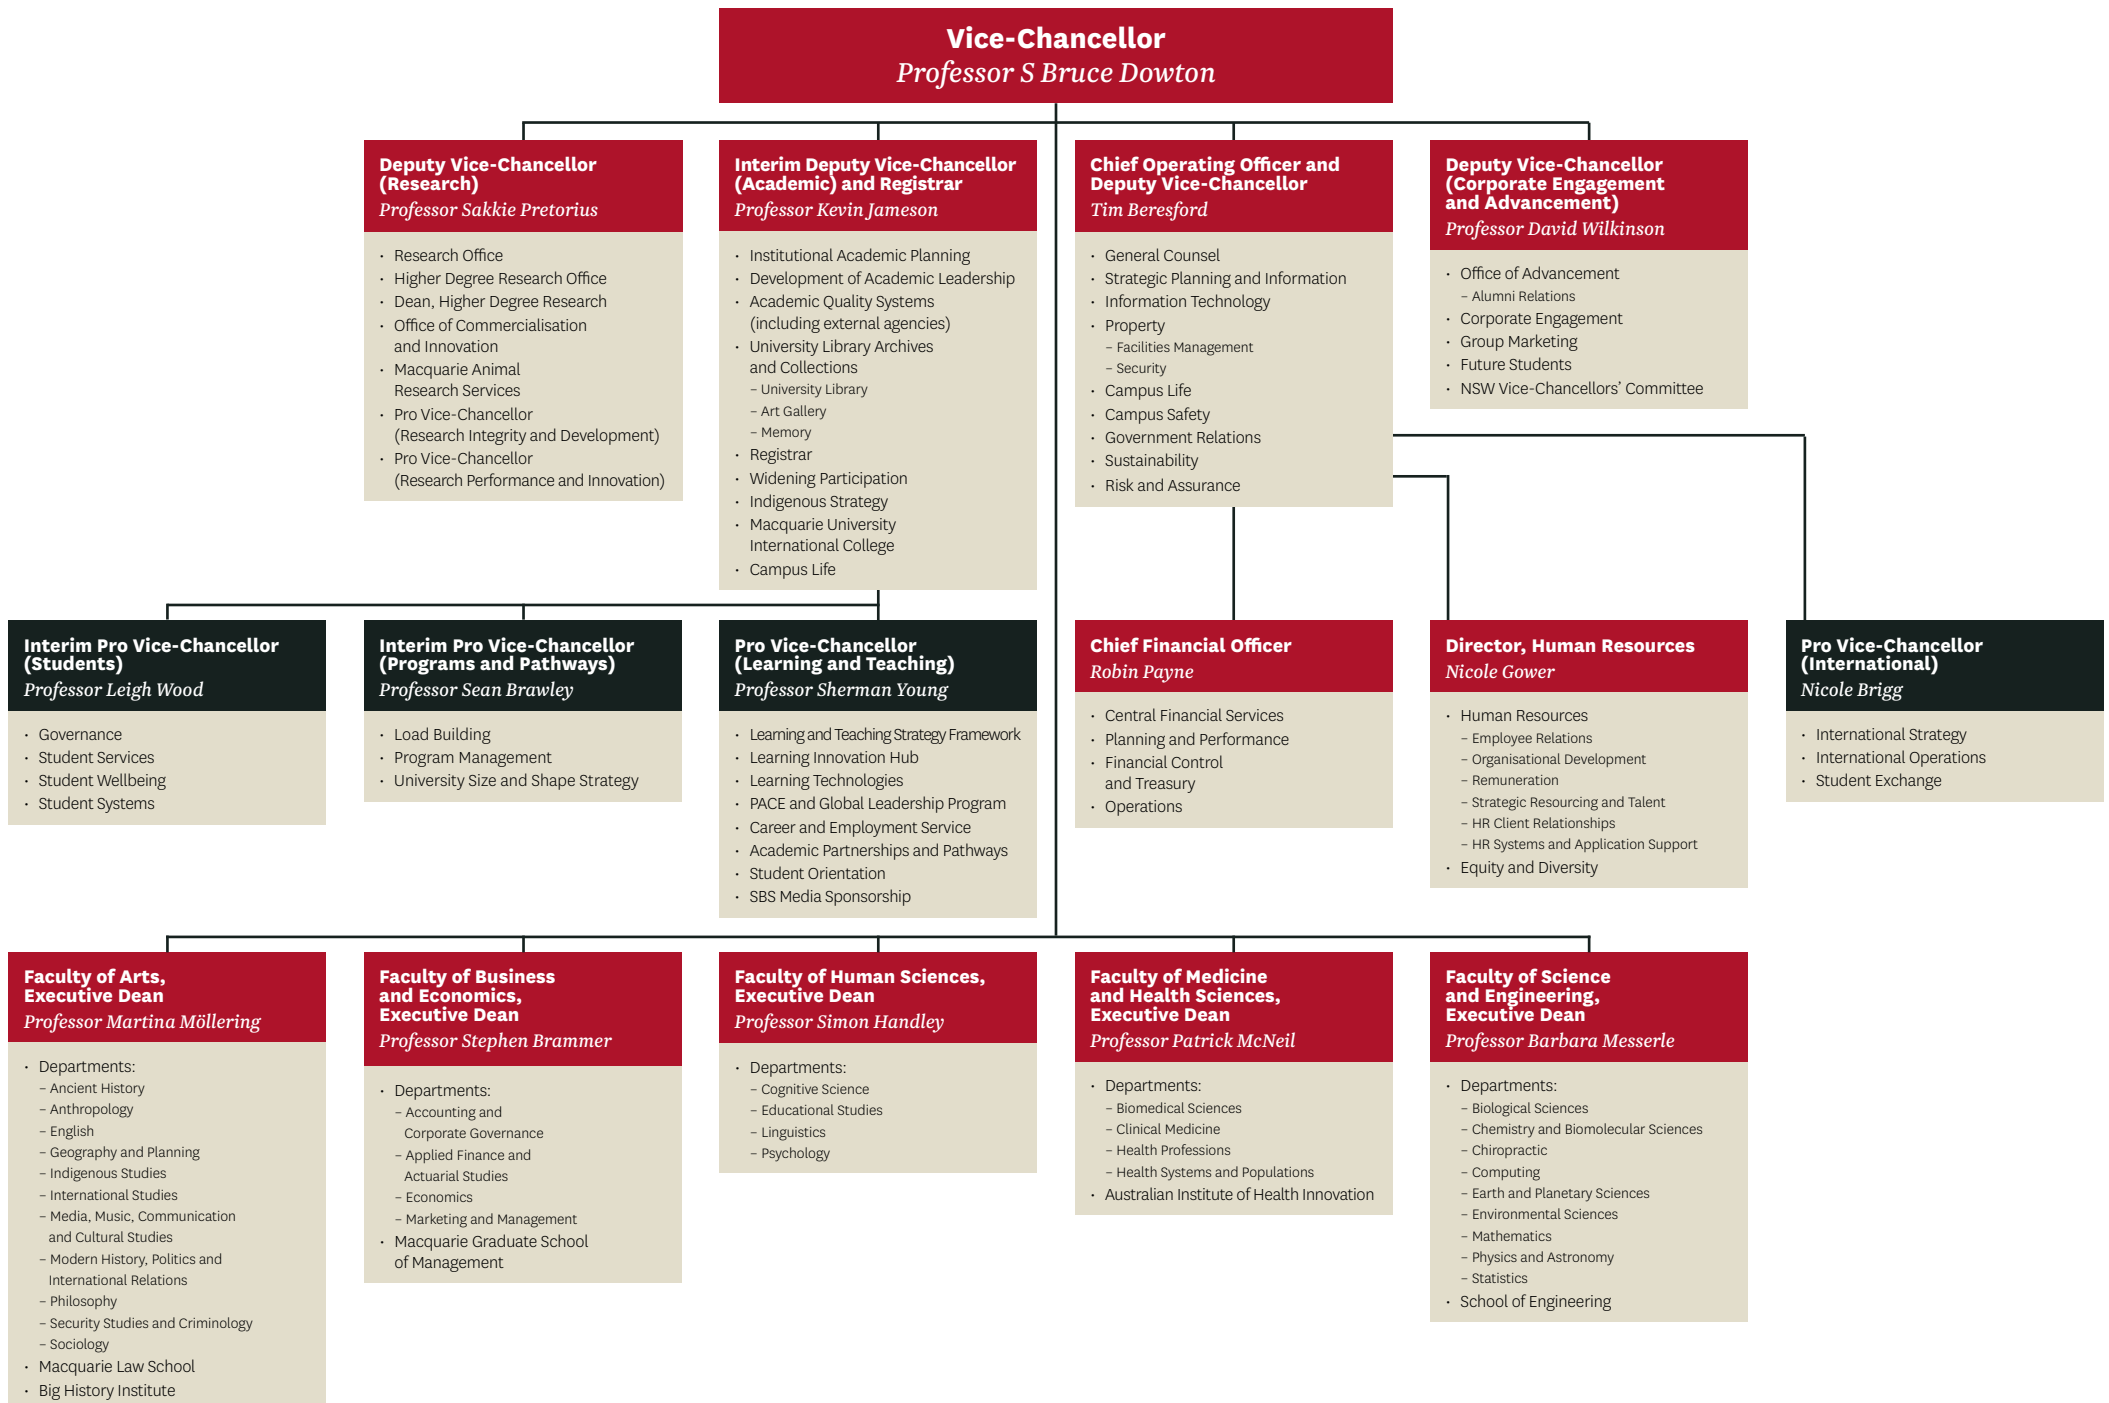 Vice-Chancellor
Professor S Bruce Dowton
Deputy Vice-Chancellor
(Research)
Professor Sakkie Pretorius
• Research Office
• Higher Degree Research Office
• Dean, Higher Degree Research
• Office of Commercialisation
and Innovation
• Macquarie Animal
Research Services
• Pro Vice-Chancellor
(Research Integrity and Development)
• Pro Vice-Chancellor
(Research Performance and Innovation)
Interim Deputy Vice-Chancellor
(Academic) and Registrar
Professor Kevin Jameson
• Institutional Academic Planning
• Development of Academic Leadership
• Academic Quality Systems
(including external agencies)
• University Library Archives
and Collections
– University Library
– Art Gallery
– Memory
• Registrar
• Widening Participation
• Indigenous Strategy
• Macquarie University
International College
• Campus Life
Chief Operating Officer and
Deputy Vice-Chancellor
Tim Beresford
• General Counsel
• Strategic Planning and Information
• Information Technology
• Property
– Facilities Management
– Security
• Campus Life
• Campus Safety
• Government Relations
• Sustainability
• Risk and Assurance
Deputy Vice-Chancellor
(Corporate Engagement
and Advancement)
Professor David Wilkinson
• Office of Advancement
– Alumni Relations
• Corporate Engagement
• Group Marketing
• Future Students
• NSW Vice-Chancellors’ Committee
Interim Pro Vice-Chancellor
(Students)
Professor Leigh Wood
• Governance
• Student Services
• Student Wellbeing
• Student Systems
Interim Pro Vice-Chancellor
(Programs and Pathways)
Professor Sean Brawley
• Load Building
• Program Management
• University Size and Shape Strategy
Pro Vice-Chancellor
(Learning and Teaching)
Professor Sherman Young
• Learning and Teaching Strategy Framework
• Learning Innovation Hub
• Learning Technologies
• PACE and Global Leadership Program
• Career and Employment Service
• Academic Partnerships and Pathways
• Student Orientation
• SBS Media Sponsorship
Chief Financial Officer
Robin Payne
• Central Financial Services
• Planning and Performance
• Financial Control
and Treasury
• Operations
Director, Human Resources
Nicole Gower
• Human Resources
– Employee Relations
– Organisational Development
– Remuneration
– Strategic Resourcing and Talent
– HR Client Relationships
– HR Systems and Application Support
• Equity and Diversity
Pro Vice-Chancellor
(International)
Nicole Brigg
• International Strategy
• International Operations
• Student Exchange
Faculty of Arts,
Executive Dean
Professor Martina Möllering
• Departments:
– Ancient History
– Anthropology
– English
– Geography and Planning
– Indigenous Studies
– International Studies
– Media, Music, Communication
and Cultural Studies
– Modern History, Politics and
International Relations
– Philosophy
– Security Studies and Criminology
– Sociology
• Macquarie Law School
• Big History Institute
Faculty of Business
and Economics,
Executive Dean
Professor Stephen Brammer
• Departments:
– Accounting and
Corporate Governance
– Applied Finance and
Actuarial Studies
– Economics
– Marketing and Management
• Macquarie Graduate School
of Management
Faculty of Human Sciences,
Executive Dean
Professor Simon Handley
• Departments:
– Cognitive Science
– Educational Studies
– Linguistics
– Psychology
Faculty of Medicine
and Health Sciences,
Executive Dean
Professor Patrick McNeil
• Departments:
– Biomedical Sciences
– Clinical Medicine
– Health Professions
– Health Systems and Populations
• Australian Institute of Health Innovation
Faculty of Science
and Engineering,
Executive Dean
Professor Barbara Messerle
• Departments:
– Biological Sciences
– Chemistry and Biomolecular Sciences
– Chiropractic
– Computing
– Earth and Planetary Sciences
– Environmental Sciences
– Mathematics
– Physics and Astronomy
– Statistics
• School of Engineering